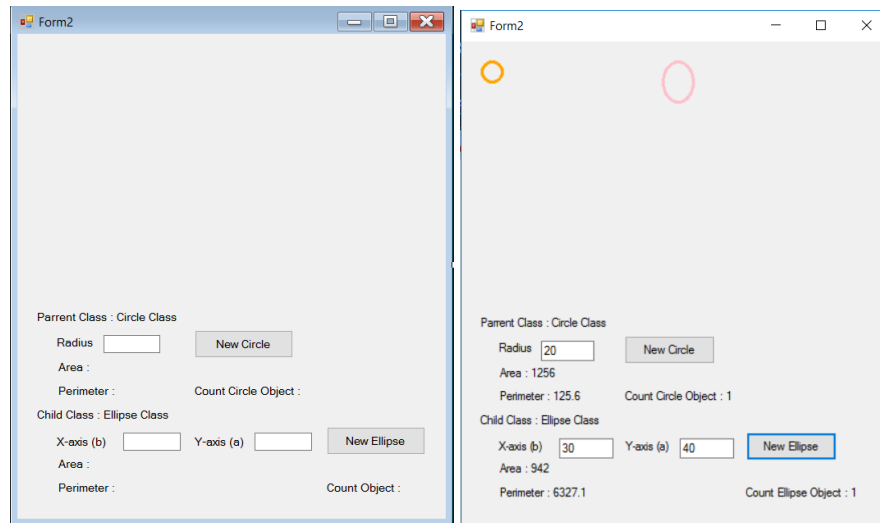 Form2
Parrent Class : Circle Class
Radius
New Circle
Area :
Perimeter :
Count Circle Object :
Child Class : Ellipse Class
X-axis (b)
Y-axis (a)
New Ellipse
Area :
Perimeter :
Count Object :
Form2
Parrent Class : Circle Class
Radius 20
New Circle
Area : 1256
Perimeter : 125.6
Count Circle Object : 1
Child Class : Ellipse Class
X-axis (b) 30
Y-axis (a) 40
New Ellipse
Area : 942
Perimeter : 6327.1
Count Ellipse Object : 1